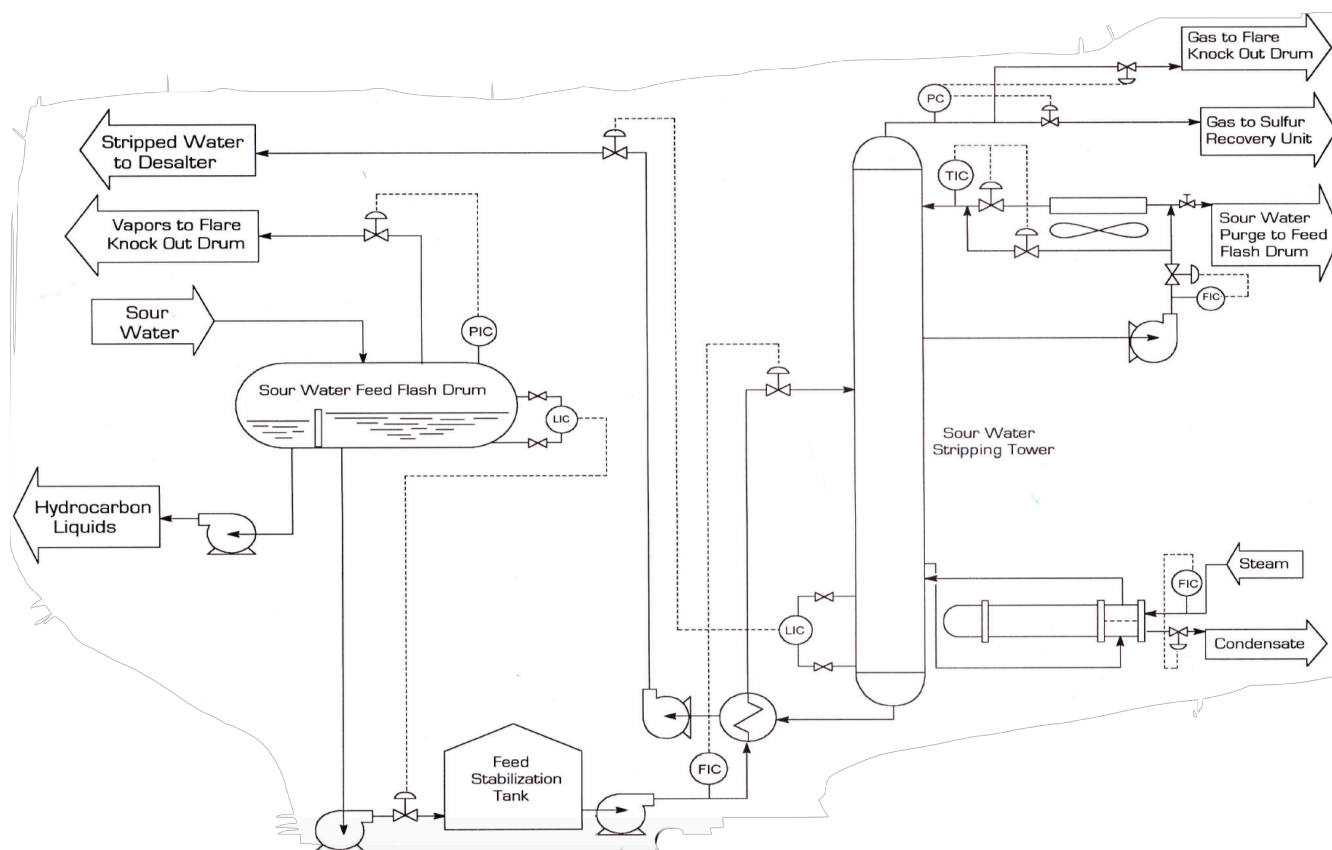 Gas to Flare
Knock Out Drum
PC
Gas to Sulfur
Recovery Unit
Stripped Water
to Desalter
TIC
Vapors to Flare
Knock Out Drum
Sour Water
Purge to Feed
Flash Drum
FIC
Sour
Water
PIC
Sour Water Feed Flash Drum
LIC
Sour Water
Stripping Tower
Hydrocarbon
Liquids
Steam
FIC
LIC
Condensate
Feed
Stabilization
Tank
FIC